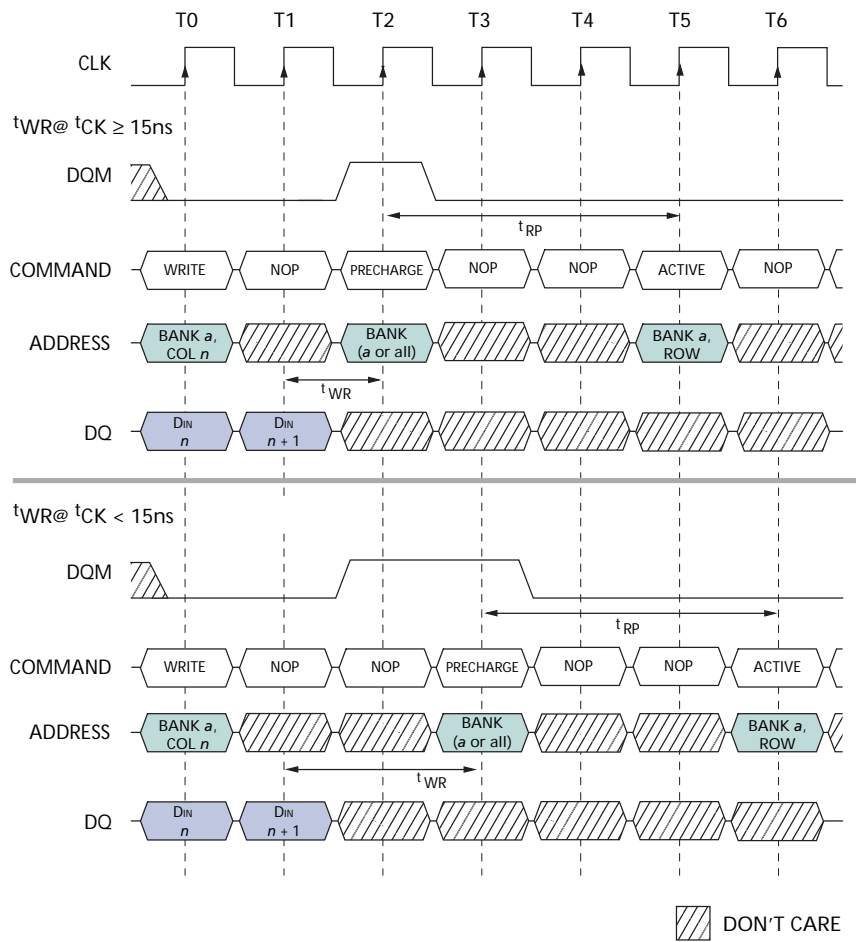 T0 T1 T2 T3 T4 T5 T6
CLK
tWR@ tCK ≥ 15ns
DQM
tRP
COMMAND WRITE NOP PRECHARGE NOP NOP ACTIVE NOP
ADDRESS BANK a, COL n BANK (a or all) BANK a, ROW
tWR
DQ DIN n DIN n + 1
tWR@ tCK < 15ns
DQM
tRP
COMMAND WRITE NOP NOP PRECHARGE NOP NOP ACTIVE
ADDRESS BANK a, COL n BANK (a or all) BANK a, ROW
tWR
DQ DIN n DIN n + 1
DON'T CARE